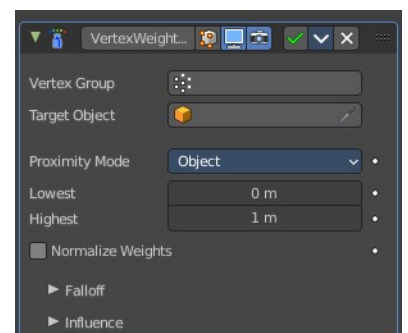 VertexWeight...
Vertex Group
Target Object
Proximity Mode Object
Lowest 0 m
Highest 1 m
Normalize Weights
Falloff
Influence